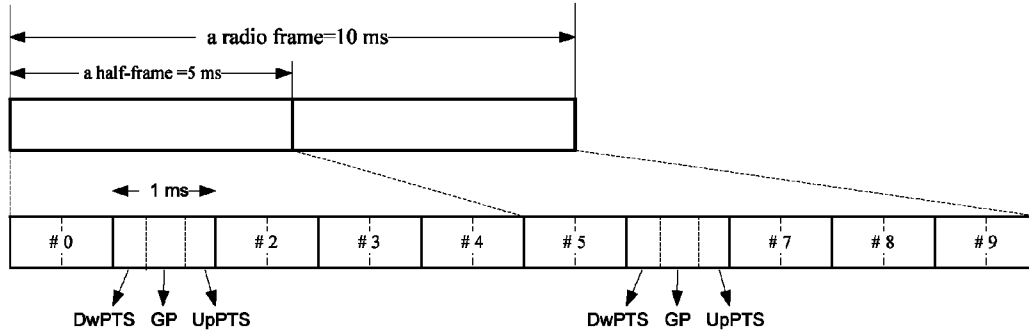 a radio frame=10 ms
a half-frame =5 ms
1 ms
# 0 # 2 # 3 # 4 # 5 # 7 # 8 # 9
DwPTS GP UpPTS DwPTS GP UpPTS